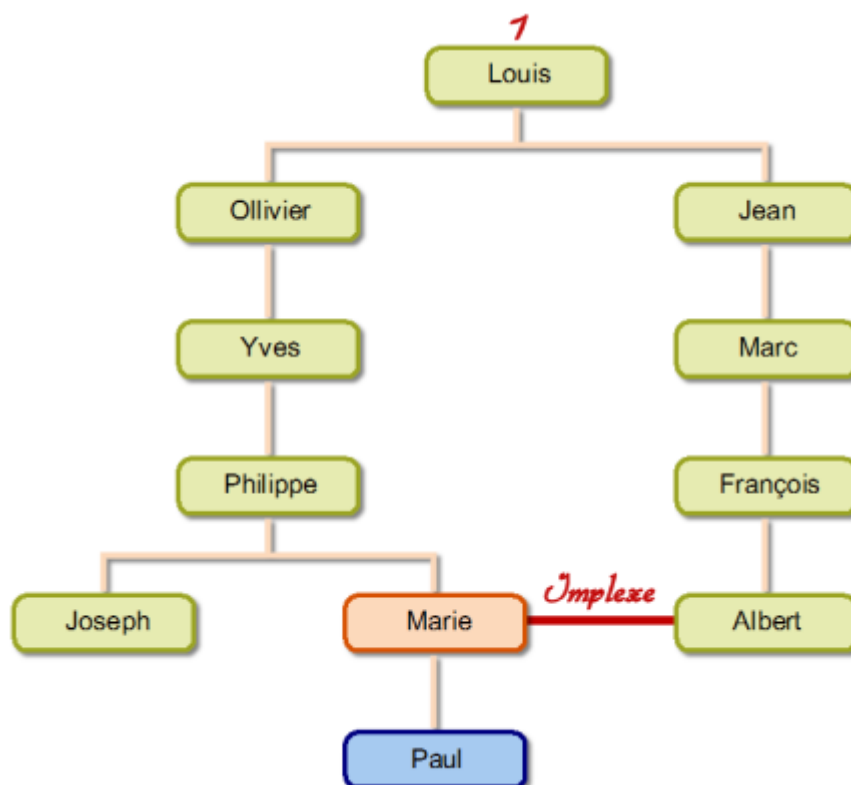 1
Louis
Ollivier
Jean
Yves
Marc
Philippe
François
Joseph
Marie
Implexe
Albert
Paul